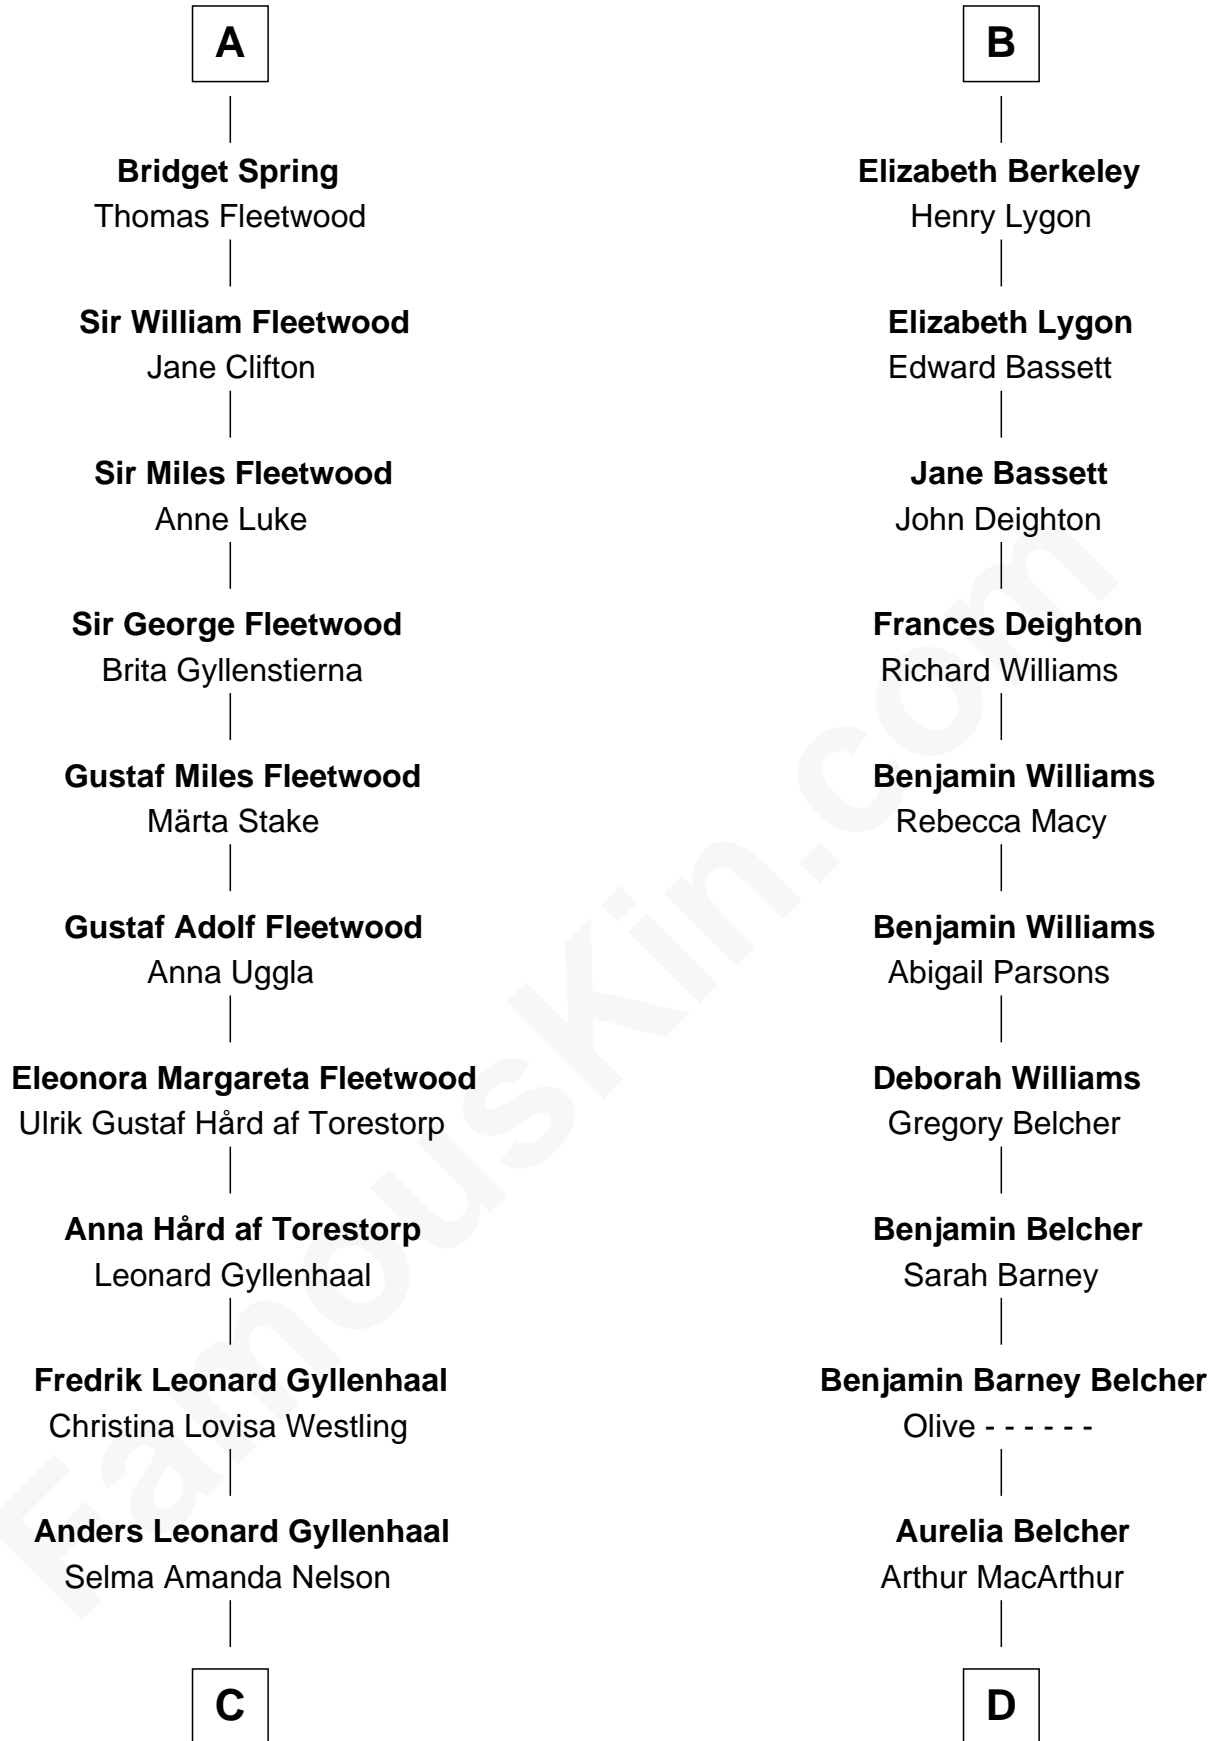 A
Bridget Spring
Thomas Fleetwood
Sir William Fleetwood
Jane Clifton
Sir Miles Fleetwood
Anne Luke
Sir George Fleetwood
Brita Gyllenstierna
Gustaf Miles Fleetwood
Märta Stake
Gustaf Adolf Fleetwood
Anna Uggla
Eleonora Margareta Fleetwood
Ulrik Gustaf Hård af Torestorp
Anna Hård af Torestorp
Leonard Gyllenhaal
Fredrik Leonard Gyllenhaal
Christina Lovisa Westling
Anders Leonard Gyllenhaal
Selma Amanda Nelson
C
B
Elizabeth Berkeley
Henry Lygon
Elizabeth Lygon
Edward Bassett
Jane Bassett
John Deighton
Frances Deighton
Richard Williams
Benjamin Williams
Rebecca Macy
Benjamin Williams
Abigail Parsons
Deborah Williams
Gregory Belcher
Benjamin Belcher
Sarah Barney
Benjamin Barney Belcher
Olive - - - - - -
Aurelia Belcher
Arthur MacArthur
D
FamousKin.com